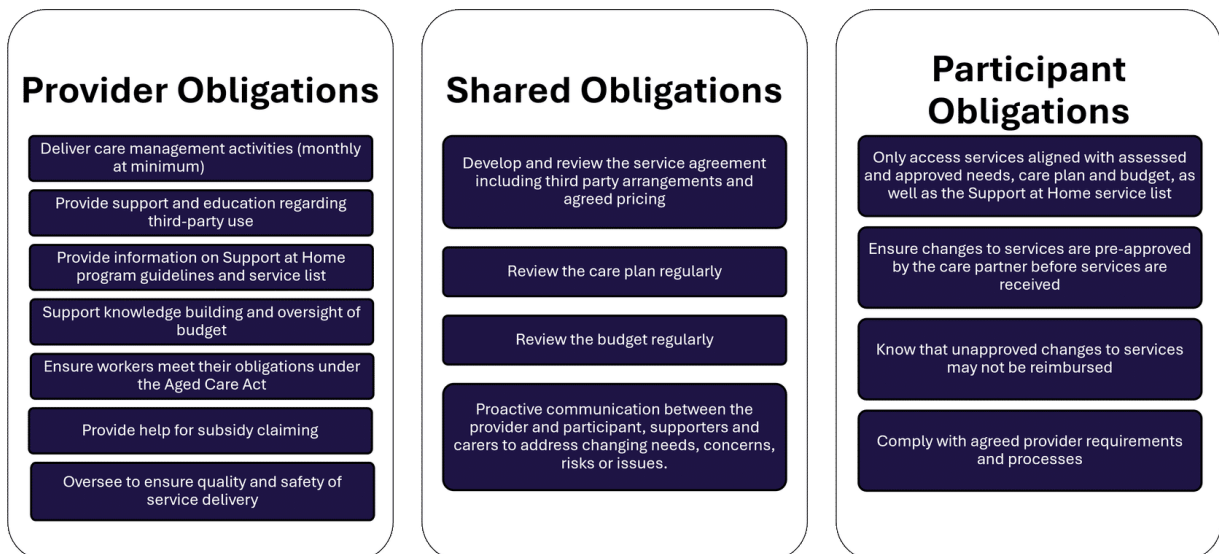 Provider Obligations
Deliver care management activities (monthly
at minimum)
Provide support and education regarding
third-party use
Provide information on Support at Home
program guidelines and service list
Support knowledge building and oversight of
budget
Ensure workers meet their obligations under
the Aged Care Act
Provide help for subsidy claiming
Oversee to ensure quality and safety of
service delivery
Shared Obligations
Develop and review the service agreement
including third party arrangements and
agreed pricing
Review the care plan regularly
Review the budget regularly
Proactive communication between the
provider and participant, supporters and
carers to address changing needs, concerns,
risks or issues.
Participant
Obligations
Only access services aligned with assessed
and approved needs, care plan and budget, as
well as the Support at Home service list
Ensure changes to services are pre-approved
by the care partner before services are
received
Know that unapproved changes to services
may not be reimbursed
Comply with agreed provider requirements
and processes